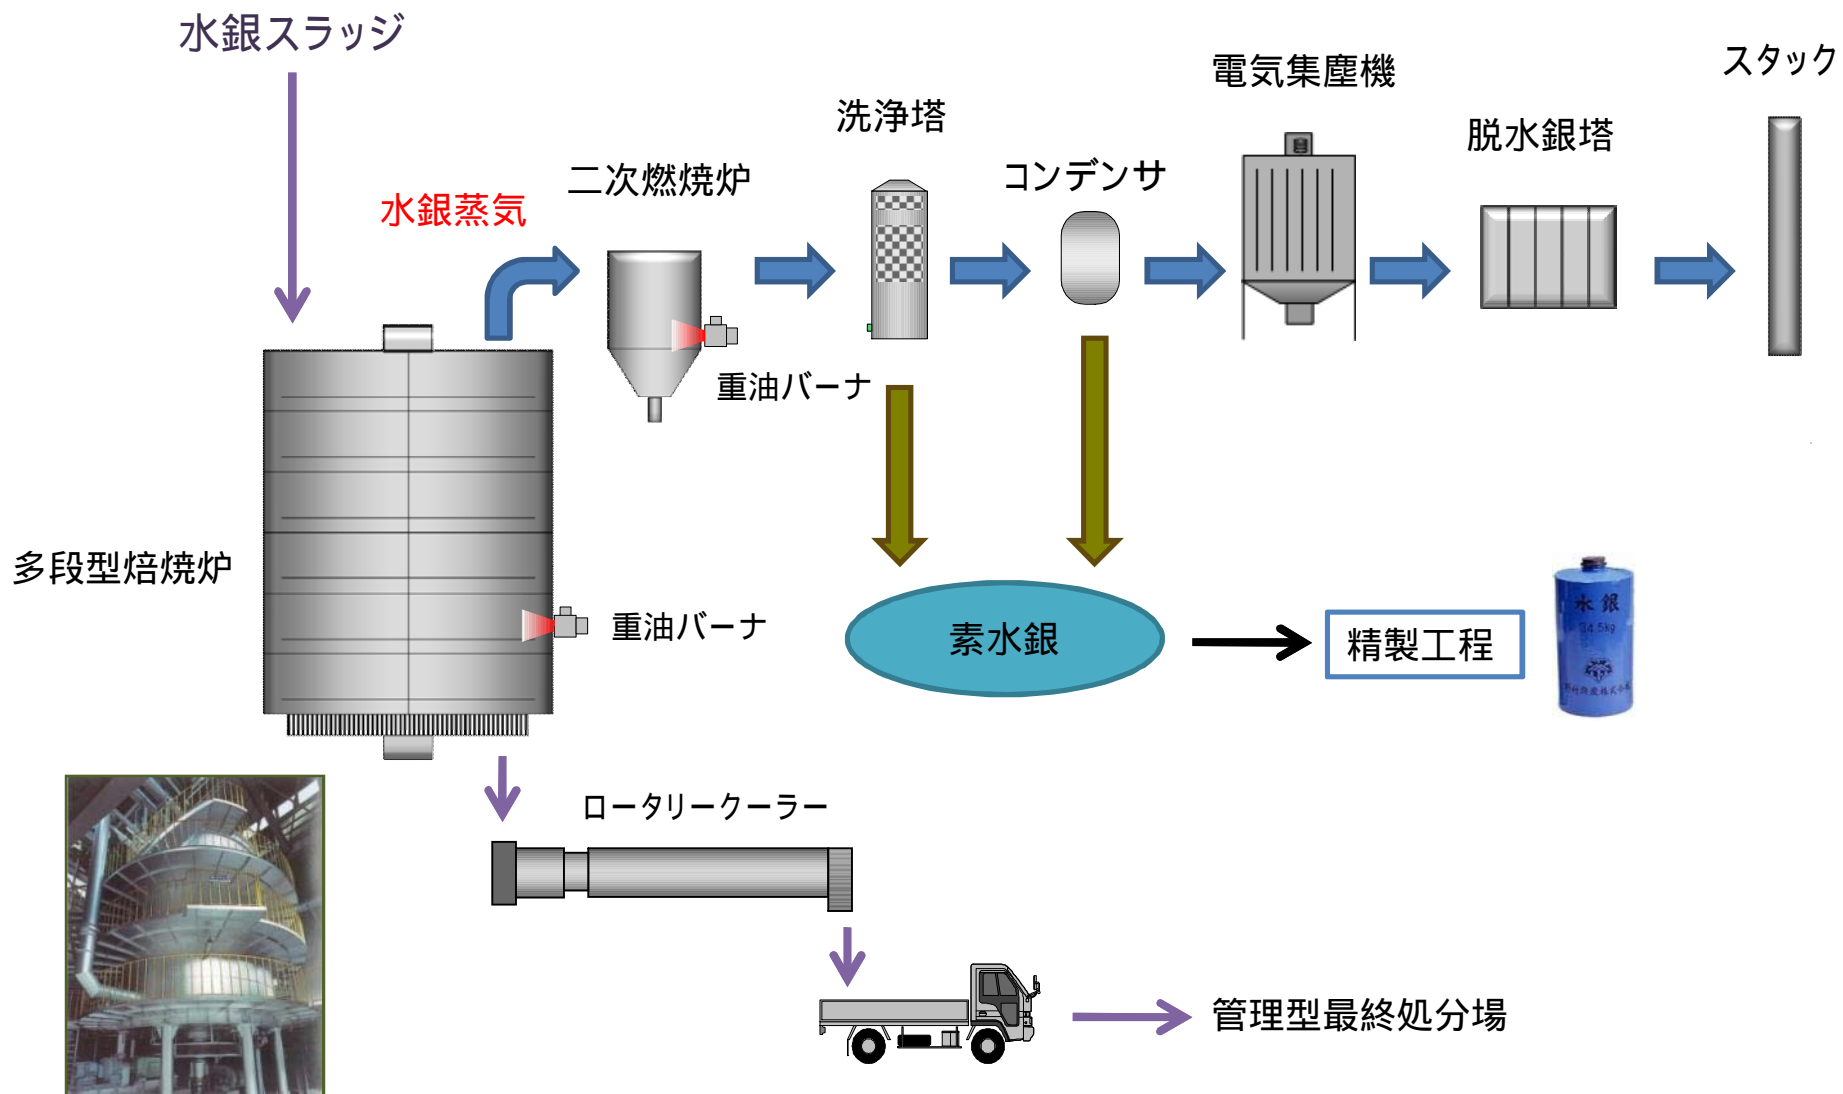 水銀スラッジ
スタック
電気集塵機
洗浄塔
脱水銀塔
二次燃焼炉
コンデンサ
水銀蒸気
重油バーナ
多段型焙焼炉
重油バーナ
素水銀
精製工程
水銀
34.5kg
ロータリークーラー
管理型最終処分場